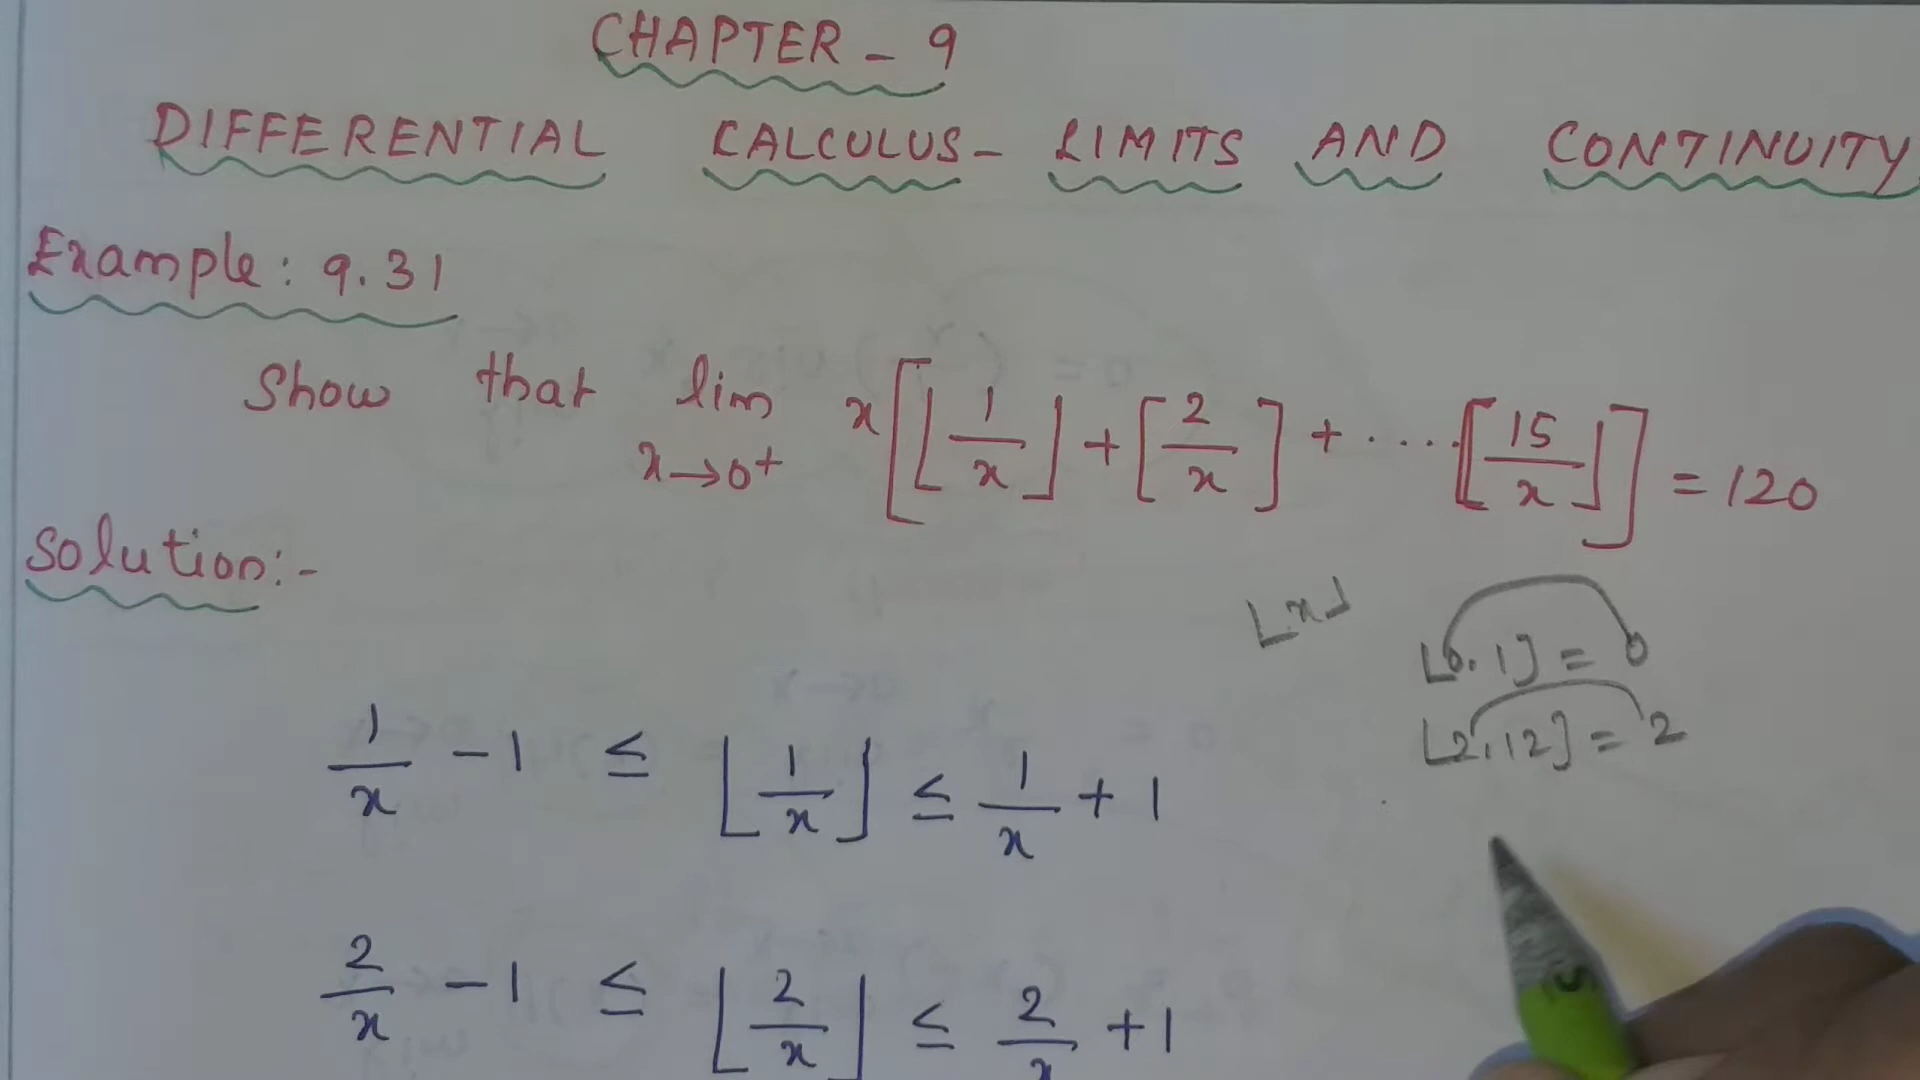 CHAPTER - 9
DIFFERENTIAL CALCULUS - LIMITS AND CONTINUITY
Example: 9.31
Show that lim x→0+ x[⌊1/x⌋ + [2/x] + .... [15/x⌋] = 120
Solution:-
⌊x⌋
⌊0.1] = 0
⌊2.12] = 2
1/x - 1 ≤ ⌊1/x⌋ ≤ 1/x + 1
2/x - 1 ≤ ⌊2/x⌋ ≤ 2/x + 1